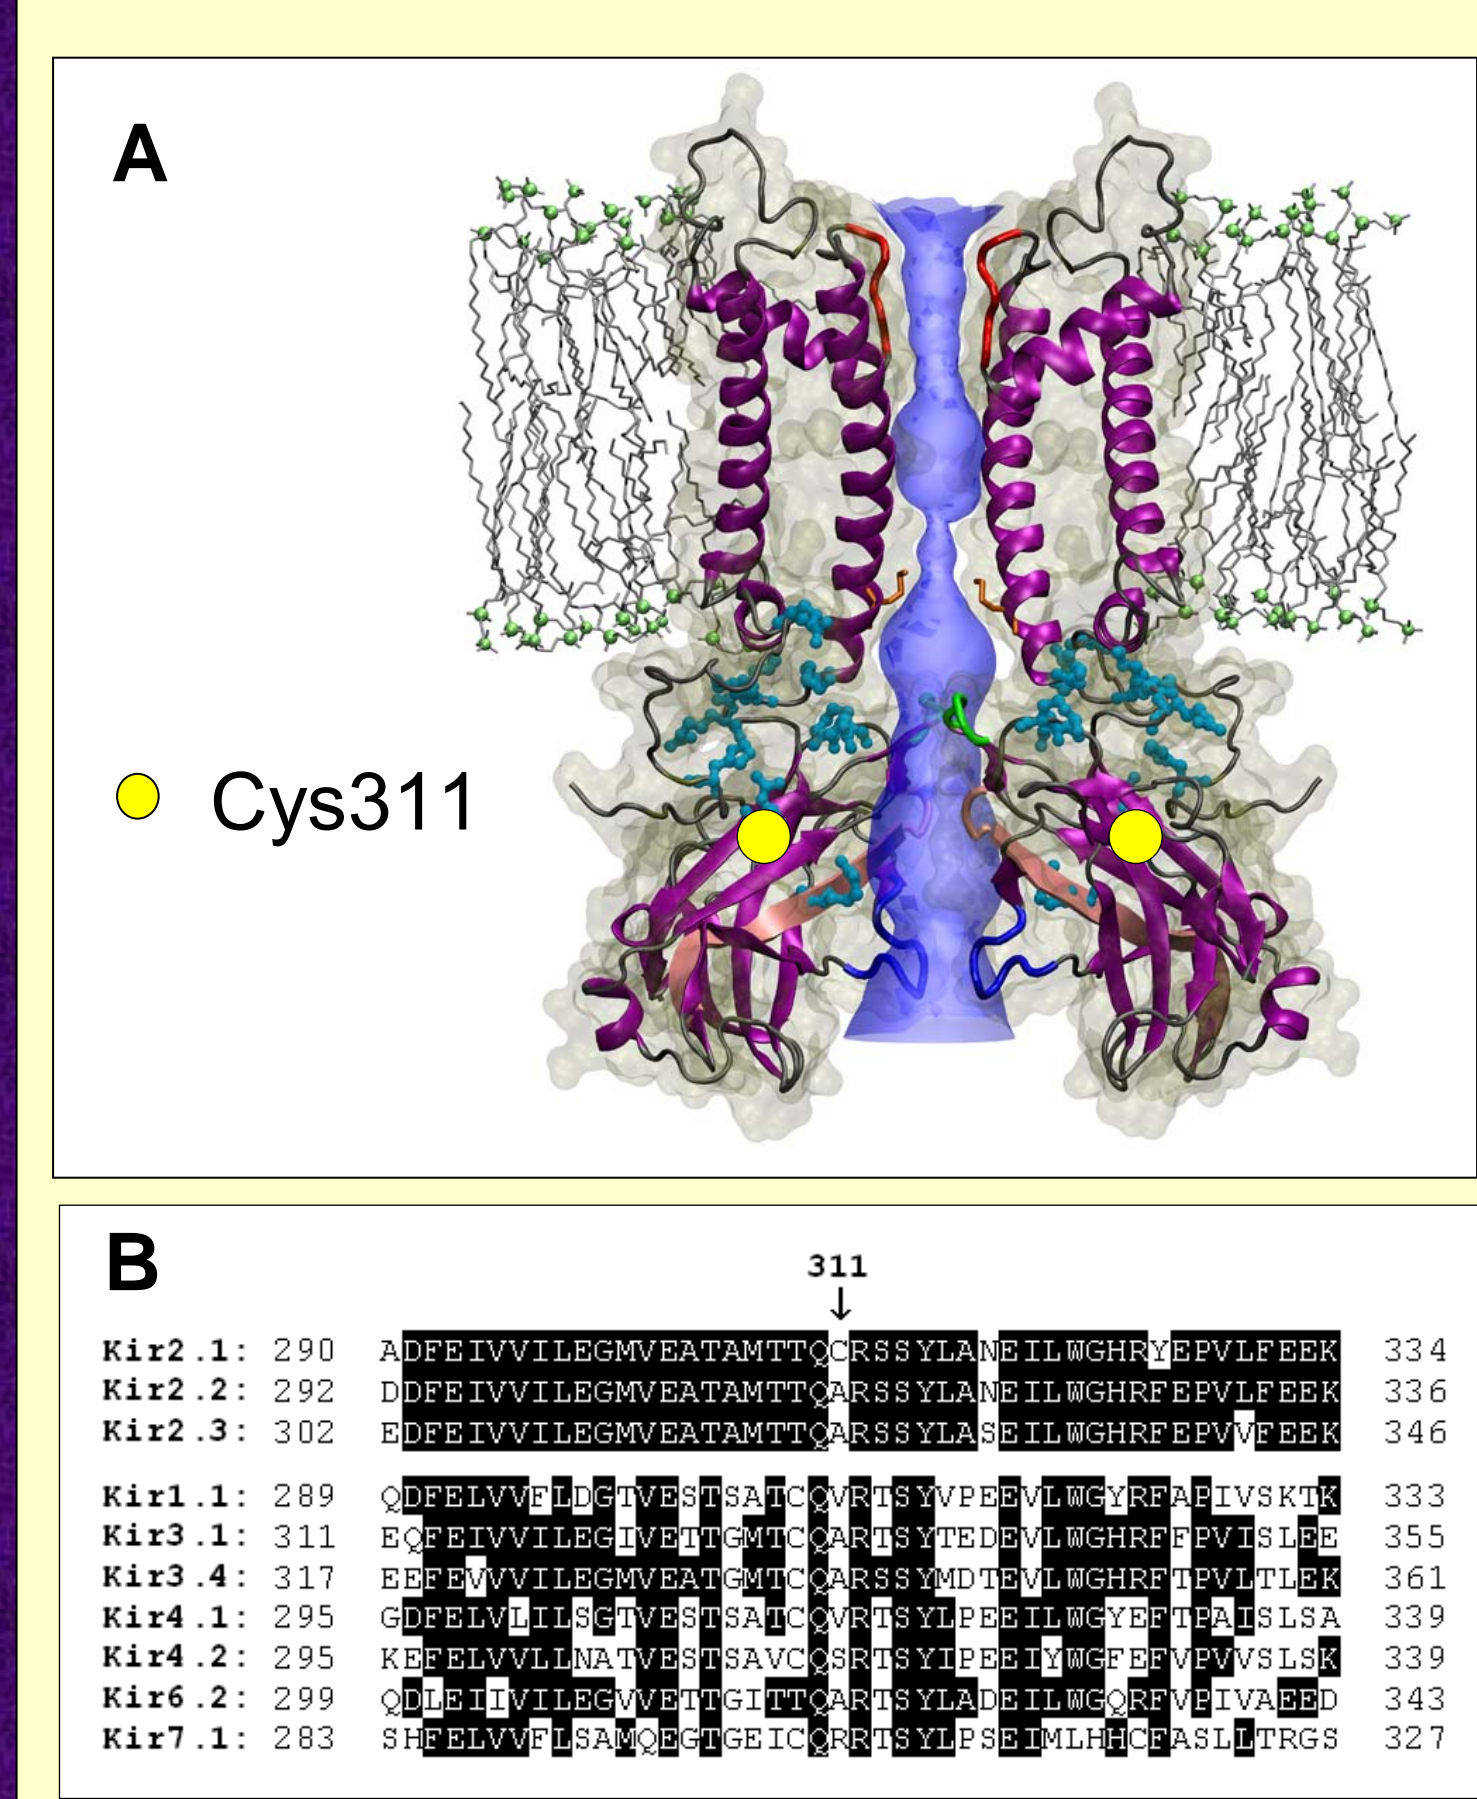 A
Cys311
B
311
↓
Kir2.1: 290 ADFEIVVILEGMVEATAMTTQCRSSYLANEILWGHRYEPVLFEEK 334
Kir2.2: 292 DDFEIVVILEGMVEATAMTTQARSSYLANEILWGHRFEPVLFEEK 336
Kir2.3: 302 EDFEIVVILEGMVEATAMTTQARSSYLASEILWGHRFEPVVFEEK 346
Kir1.1: 289 QDFELVVFLDGTVESTSATCQVRTSYVPEEVLWGYRFAPIVSKTK 333
Kir3.1: 311 EQFEIVVILEGIVETTGMTCQARTSYTEDEVLWGHRFFPVISLEE 355
Kir3.4: 317 EEFEVVVILEGMVEATGMTCQARSSYMDTEVLWGHRFTPVLTLEK 361
Kir4.1: 295 GDFELVLILSGTVESTSATCQVRTSYLPEEILWGYEFTPAISLSA 339
Kir4.2: 295 KEFELVVLLNATVESTSAVCQSRTSYIPEEIYWGFEFVPVVSLSK 339
Kir6.2: 299 QDLEIIVILEGVVETTGITTQARTSYLADEILWGQRFVPIVAEED 343
Kir7.1: 283 SHFELVVFLSAMQEGTGEICQRRTSYLPSEIMLHHCFASLLTRGS 327